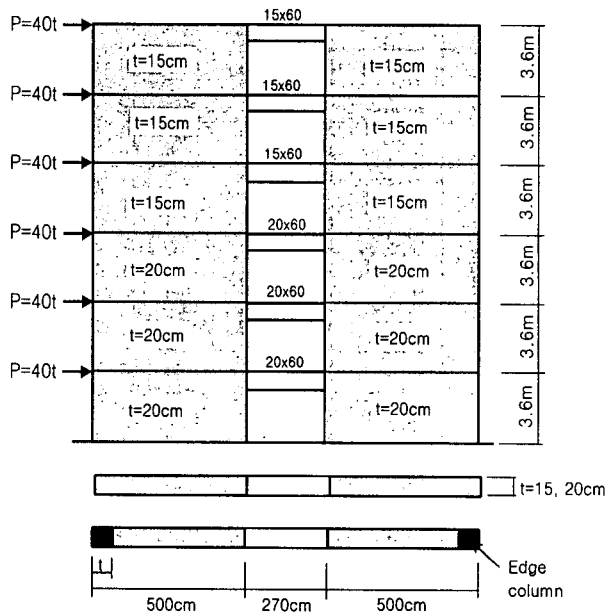 15x60
P=40t
t=15cm t=15cm 3.6m
15x60
P=40t
t=15cm t=15cm 3.6m
15x60
P=40t
t=15cm t=15cm 3.6m
20x60
P=40t
t=20cm t=20cm 3.6m
20x60
P=40t
t=20cm t=20cm 3.6m
20x60
P=40t
t=20cm t=20cm 3.6m
t=15, 20cm
t
Edge
column
500cm 270cm 500cm